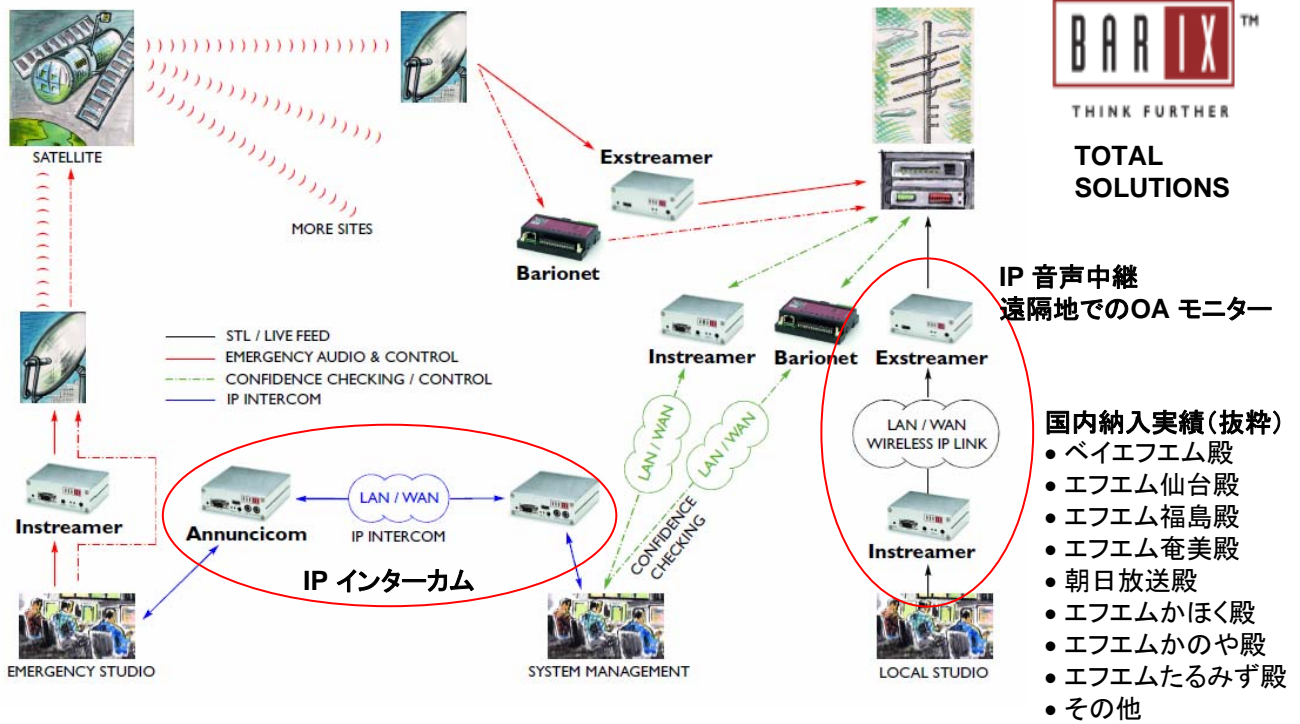 BARIX™
THINK FURTHER
TOTAL
SOLUTIONS
SATELLITE
MORE SITES
Exstreamer
Barionet
STL / LIVE FEED
EMERGENCY AUDIO & CONTROL
CONFIDENCE CHECKING / CONTROL
IP INTERCOM
Instreamer
Barionet
Exstreamer
IP 音声中継
遠隔地でのOA モニター
LAN / WAN
LAN / WAN
LAN / WAN
WIRELESS IP LINK
CONFIDENCE
CHECKING
Instreamer
Instreamer
Annuncicom
LAN / WAN
IP INTERCOM
IP インターカム
EMERGENCY STUDIO
SYSTEM MANAGEMENT
LOCAL STUDIO
国内納入実績(抜粋)
• ベイエフエム殿
• エフエム仙台殿
• エフエム福島殿
• エフエム奄美殿
• 朝日放送殿
• エフエムかほく殿
• エフエムかのや殿
• エフエムたるみず殿
• その他